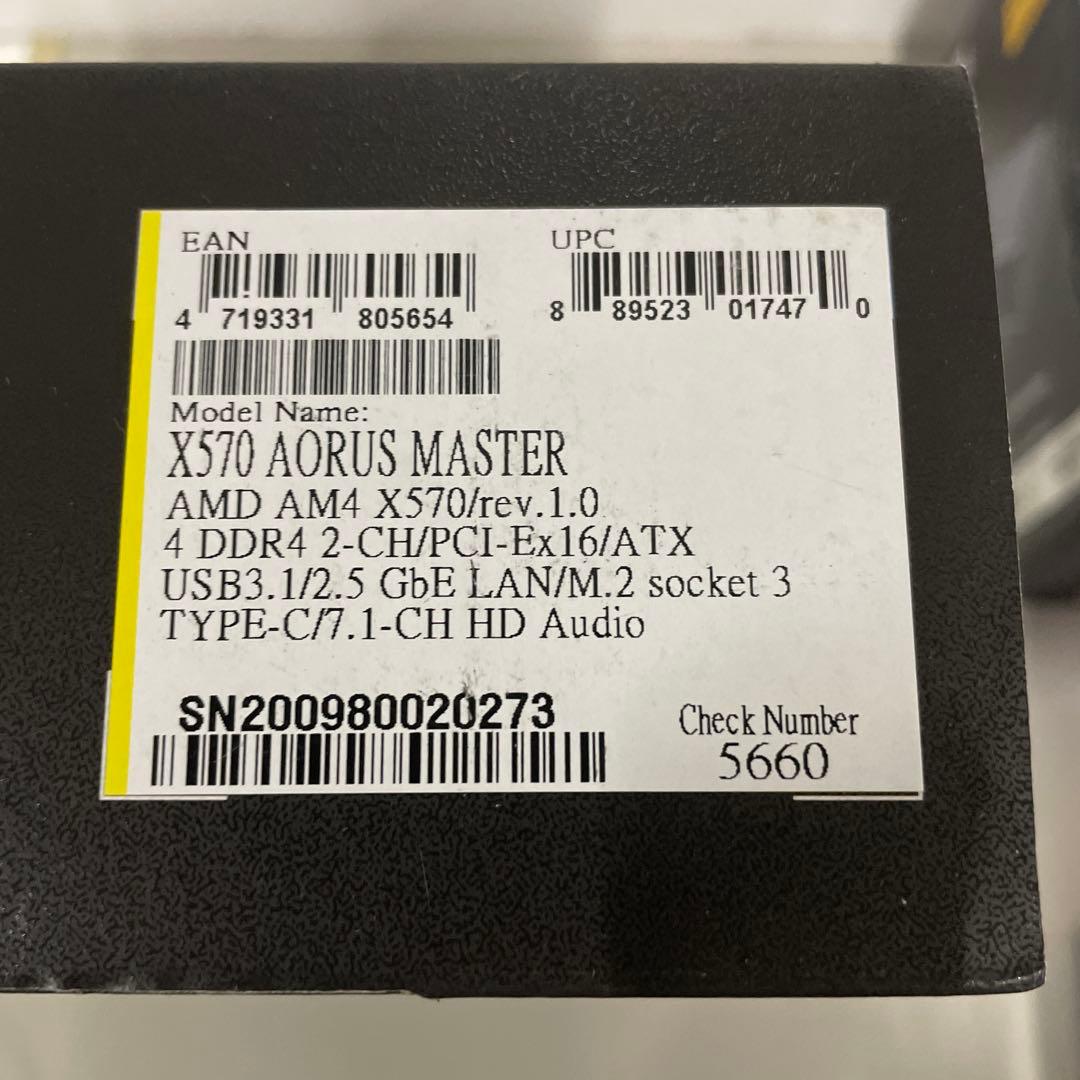 EAN
4 719331 805654
UPC
8 89523 01747 0
Model Name:
X570 AORUS MASTER
AMD AM4 X570/rev.1.0
4 DDR4 2-CH/PCI-Ex16/ATX
USB3.1/2.5 GbE LAN/M.2 socket 3
TYPE-C/7.1-CH HD Audio
SN200980020273
Check Number
5660